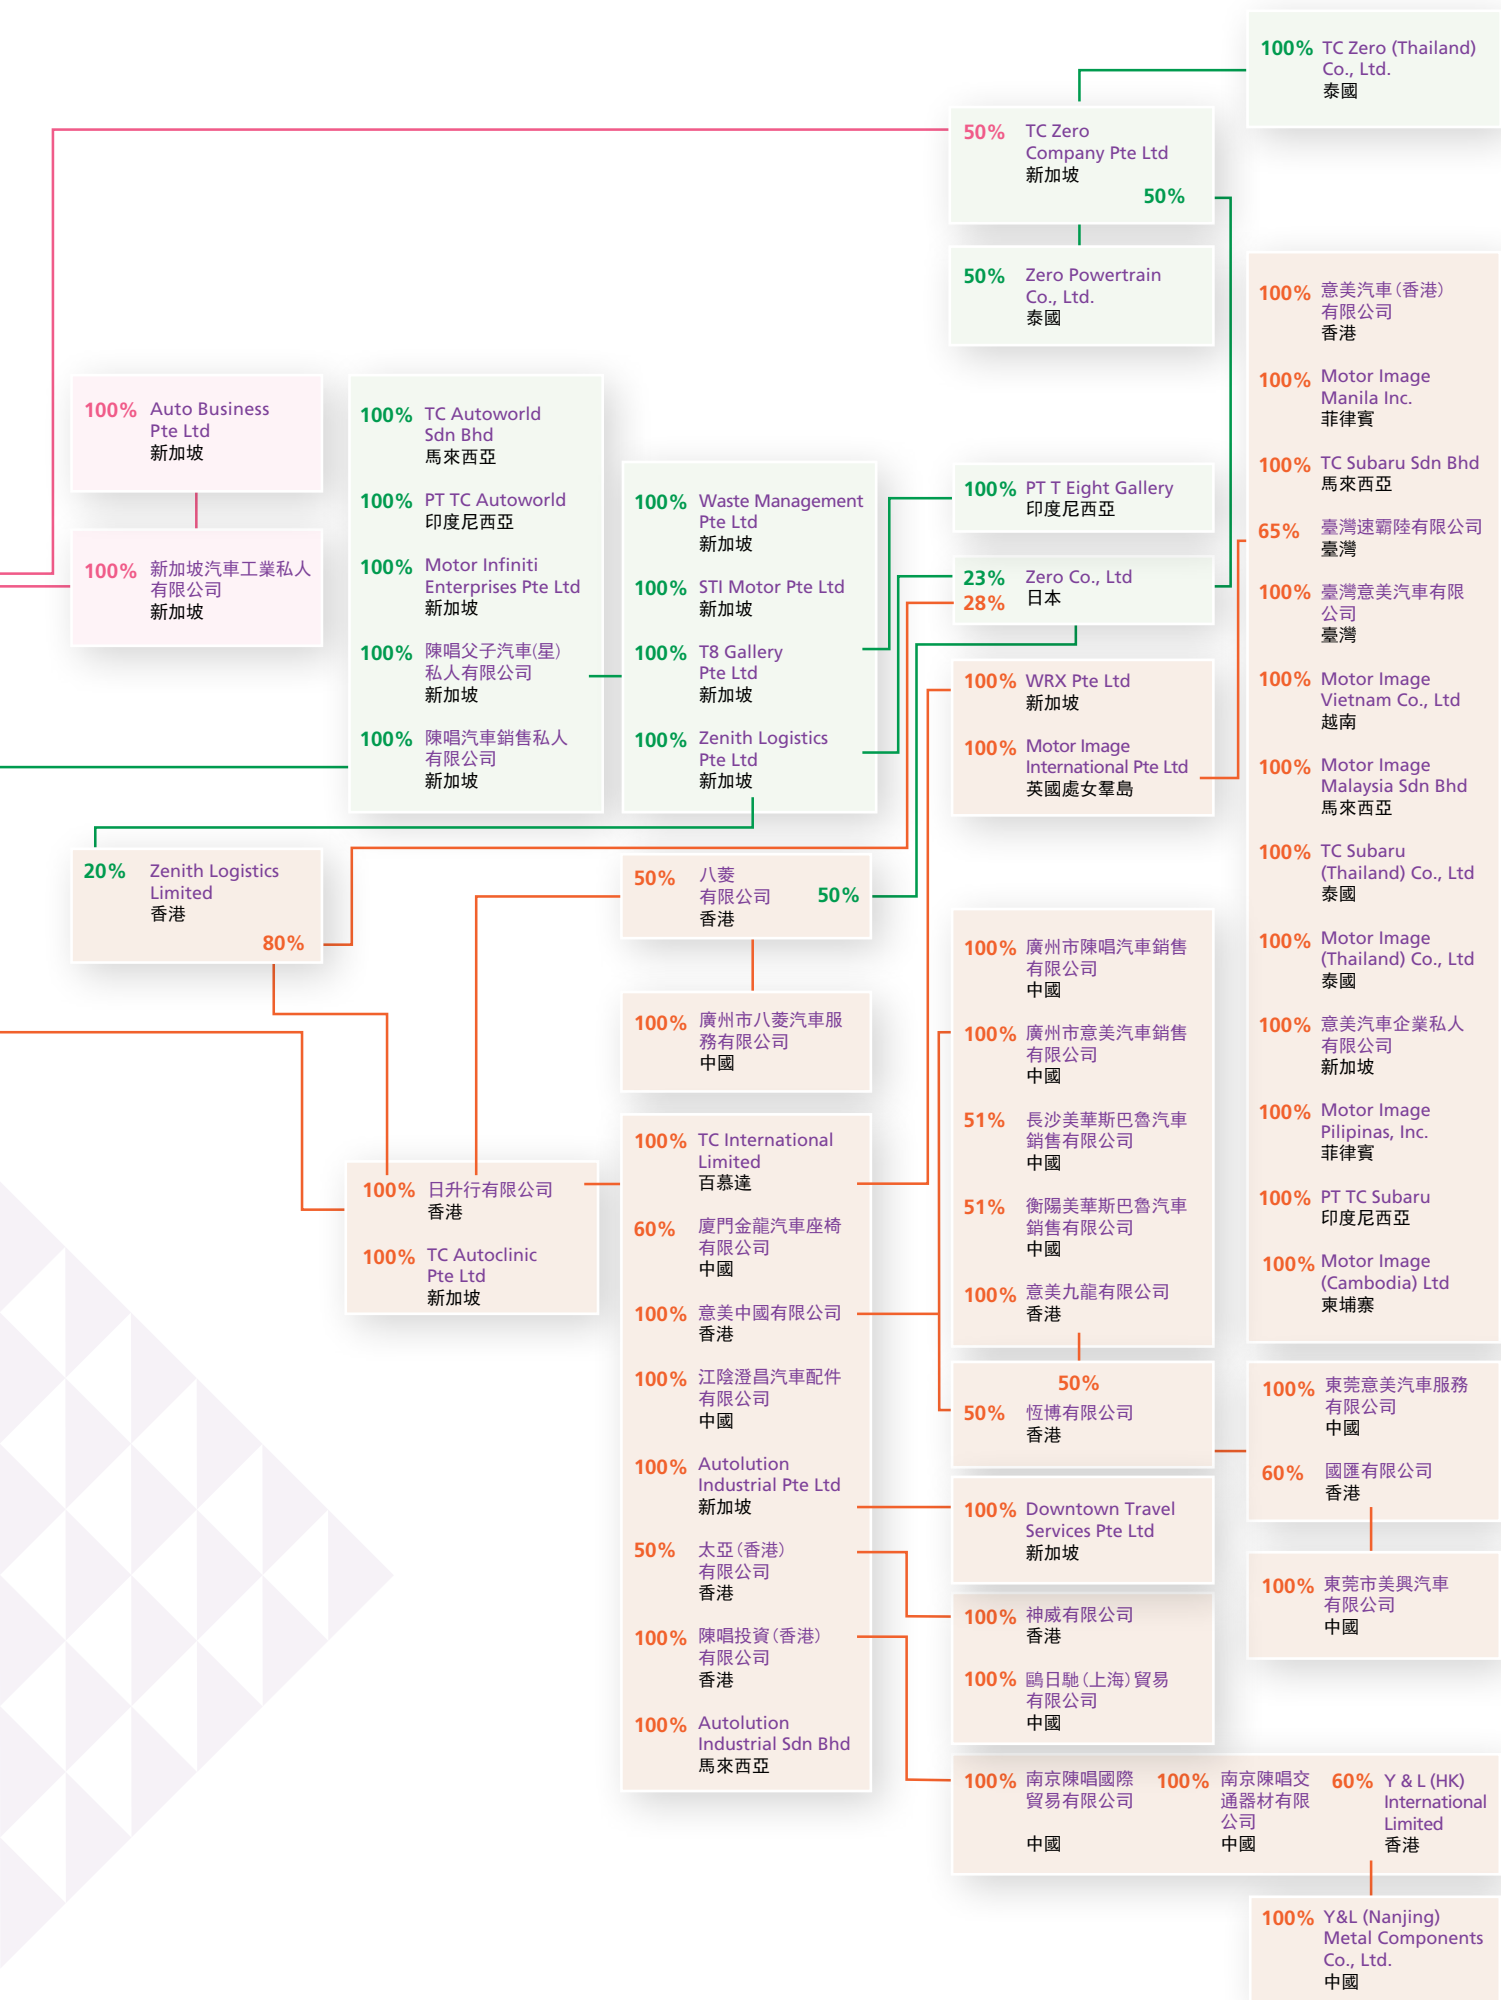 100% TC Zero (Thailand)
Co., Ltd.
泰國
50% TC Zero
Company Pte Ltd
新加坡
50%
50% Zero Powertrain
Co., Ltd.
泰國
100% Auto Business
Pte Ltd
新加坡
100% 新加坡汽車工業私人
有限公司
新加坡
100% TC Autoworld
Sdn Bhd
馬來西亞
100% PT TC Autoworld
印度尼西亞
100% Motor Infiniti
Enterprises Pte Ltd
新加坡
100% 陳唱父子汽車(星)
私人有限公司
新加坡
100% 陳唱汽車銷售私人
有限公司
新加坡
100% Waste Management
Pte Ltd
新加坡
100% STI Motor Pte Ltd
新加坡
100% T8 Gallery
Pte Ltd
新加坡
100% Zenith Logistics
Pte Ltd
新加坡
100% PT T Eight Gallery
印度尼西亞
23% Zero Co., Ltd
28% 日本
100% WRX Pte Ltd
新加坡
100% Motor Image
International Pte Ltd
英國處女羣島
100% 意美汽車(香港)
有限公司
香港
100% Motor Image
Manila Inc.
菲律賓
100% TC Subaru Sdn Bhd
馬來西亞
65% 臺灣速霸陸有限公司
臺灣
100% 臺灣意美汽車有限
公司
臺灣
100% Motor Image
Vietnam Co., Ltd
越南
100% Motor Image
Malaysia Sdn Bhd
馬來西亞
100% TC Subaru
(Thailand) Co., Ltd
泰國
100% Motor Image
(Thailand) Co., Ltd
泰國
100% 意美汽車企業私人
有限公司
新加坡
100% Motor Image
Pilipinas, Inc.
菲律賓
100% PT TC Subaru
印度尼西亞
100% Motor Image
(Cambodia) Ltd
柬埔寨
20% Zenith Logistics
Limited
香港
80%
50% 八菱
有限公司 50%
香港
100% 廣州市八菱汽車服
務有限公司
中國
100% 日升行有限公司
香港
100% TC Autoclinic
Pte Ltd
新加坡
100% TC International
Limited
百慕達
60% 廈門金龍汽車座椅
有限公司
中國
100% 意美中國有限公司
香港
100% 江陰澄昌汽車配件
有限公司
中國
100% Autolution
Industrial Pte Ltd
新加坡
50% 太亞(香港)
有限公司
香港
100% 陳唱投資(香港)
有限公司
香港
100% Autolution
Industrial Sdn Bhd
馬來西亞
100% 廣州市陳唱汽車銷售
有限公司
中國
100% 廣州市意美汽車銷售
有限公司
中國
51% 長沙美華斯巴魯汽車
銷售有限公司
中國
51% 衡陽美華斯巴魯汽車
銷售有限公司
中國
100% 意美九龍有限公司
香港
50%
50% 恆博有限公司
香港
100% Downtown Travel
Services Pte Ltd
新加坡
100% 神威有限公司
香港
100% 鷗日馳(上海)貿易
有限公司
中國
100% 東莞意美汽車服務
有限公司
中國
60% 國匯有限公司
香港
100% 東莞市美興汽車
有限公司
中國
100% 南京陳唱國際
貿易有限公司
中國
100% 南京陳唱交
通器材有限
公司
中國
60% Y & L (HK)
International
Limited
香港
100% Y&L (Nanjing)
Metal Components
Co., Ltd.
中國